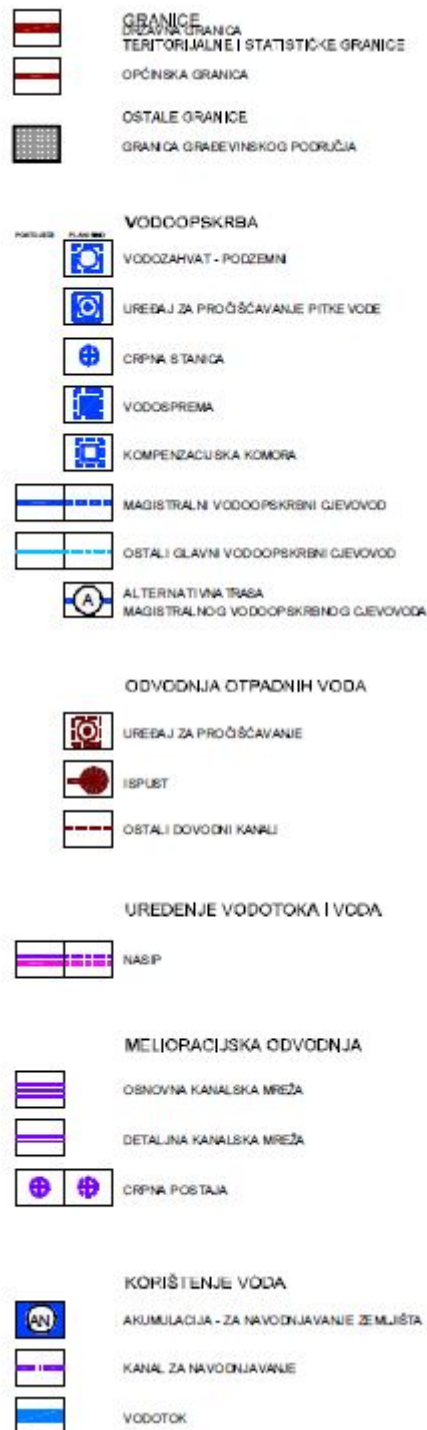 GRANICE
DRŽAVNA GRANICA
TERITORIJALNE I STATISTIČKE GRANICE
OPĆINSKA GRANICA
OSTALE GRANICE
GRANICA GRAĐEVINSKOG PODRUČJA
VODOOPSKRBA
POSTOJEĆE PLANIRANO
VODOZAHVAT - PODZEMNI
UREĐAJ ZA PROČIŠĆAVANJE PITKE VODE
CRPNA STANICA
VODOSPREMA
KOMPENZACIJSKA KOMORA
MAGISTRALNI VODOOPSKRBNI CJEVOVOD
OSTALI GLAVNI VODOOPSKRBNI CJEVOVOD
A
ALTERNATIVNA TRASA
MAGISTRALNOG VODOOPSKRBNOG CJEVOVODA
ODVODNJA OTPADNIH VODA
UREĐAJ ZA PROČIŠĆAVANJE
ISPUST
OSTALI DOVODNI KANALI
UREĐENJE VODOTOKA I VODA
NASIP
MELIORACIJSKA ODVODNJA
OSNOVNA KANALSKA MREŽA
DETALJNA KANALSKA MREŽA
CRPNA POSTAJA
KORIŠTENJE VODA
AN
AKUMULACIJA - ZA NAVODNJAVANJE ZEMLJIŠTA
KANAL ZA NAVODNJAVANJE
VODOTOK